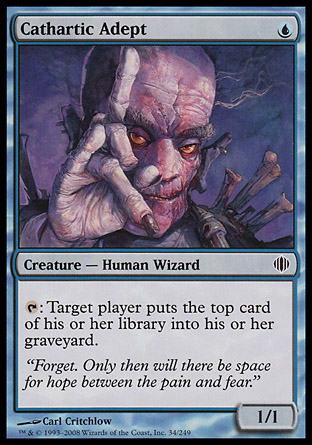 Cathartic Adept
Creature — Human Wizard
: Target player puts the top card
of his or her library into his or her
graveyard.
“Forget. Only then will there be space
for hope between the pain and fear.”
Carl Critchlow
™ & © 1993–2008 Wizards of the Coast, Inc. 34/249
1/1